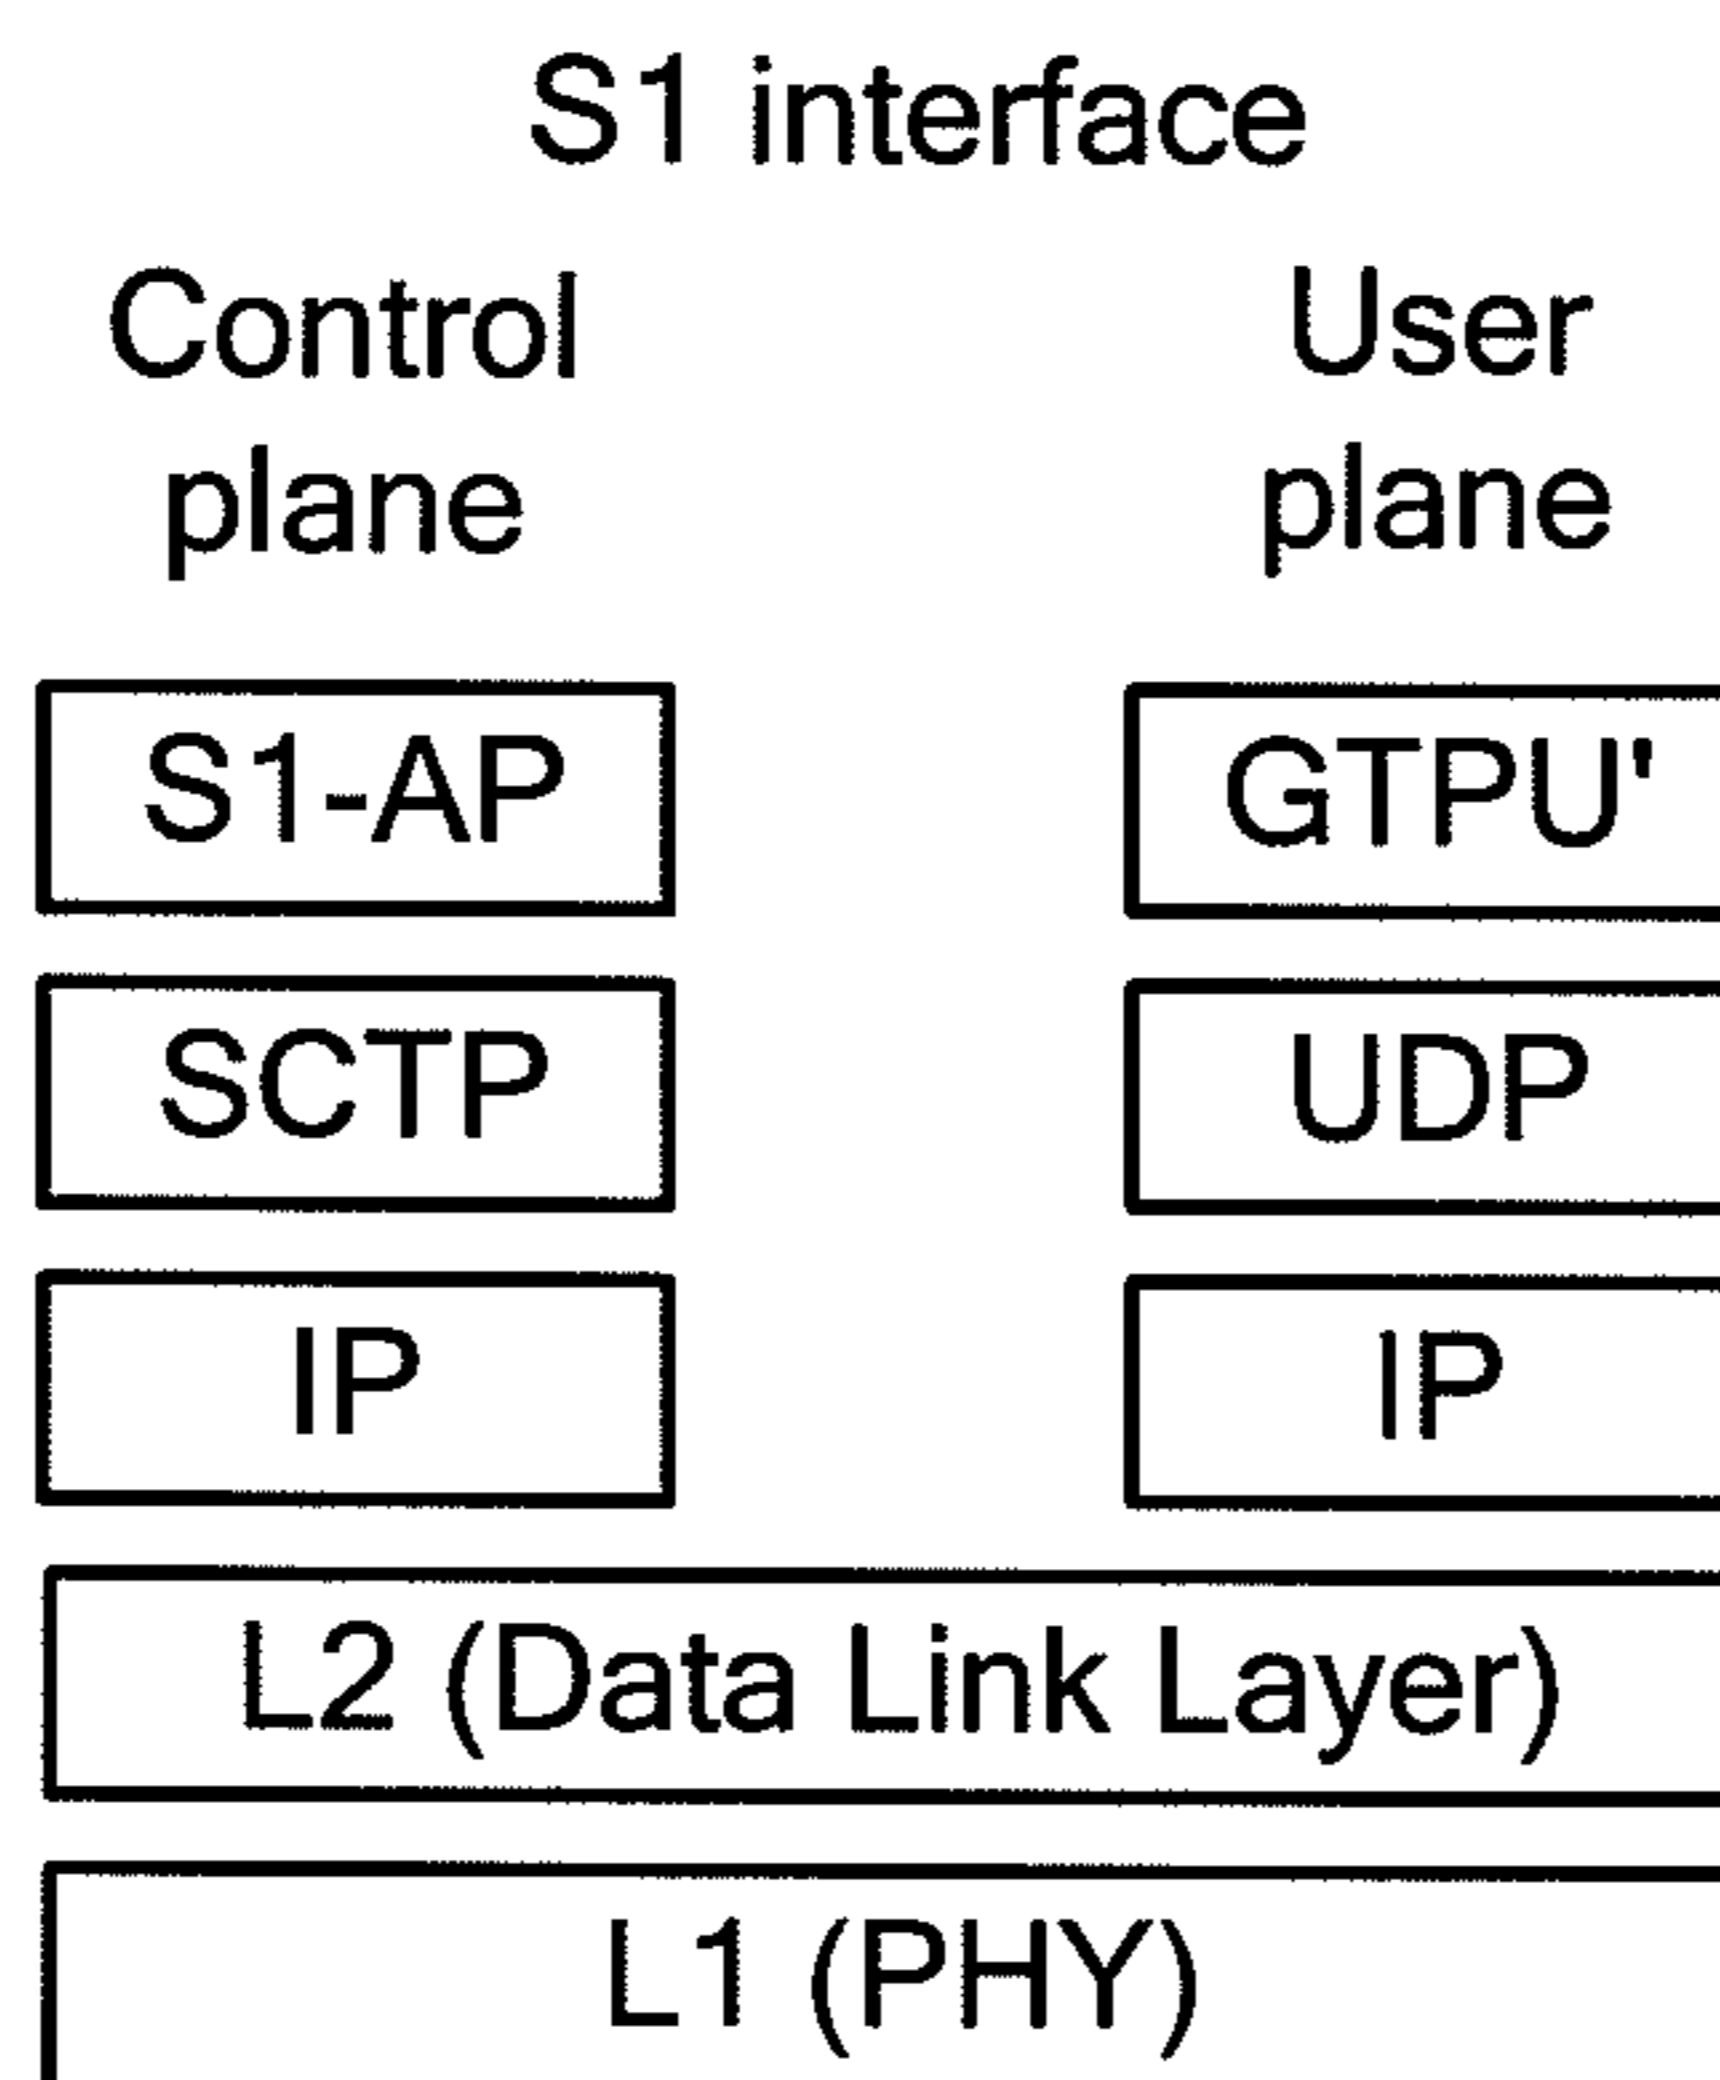 S1 interface
Control User
plane plane
S1-AP GTPU'
SCTP UDP
IP IP
L2 (Data Link Layer)
L1 (PHY)